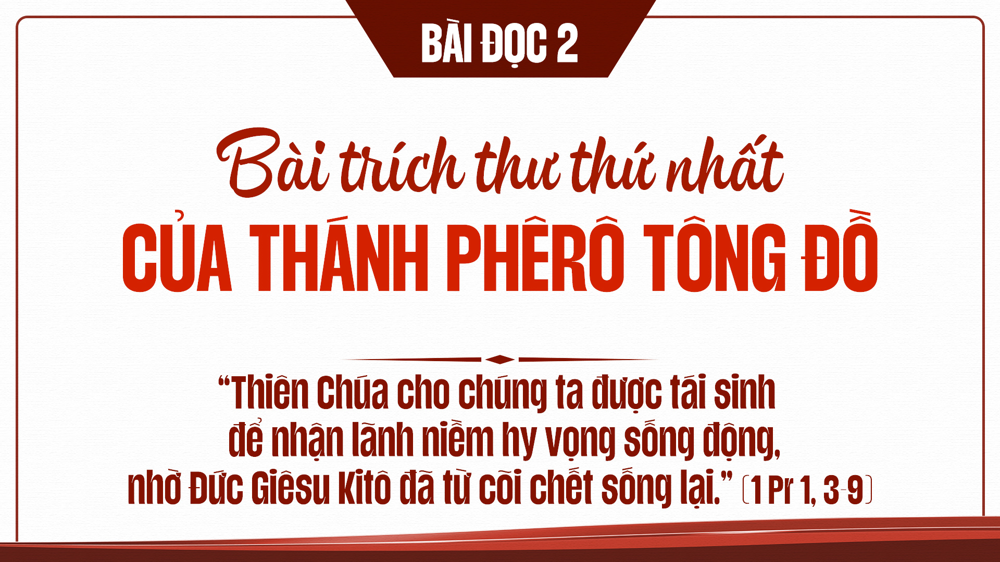 BÀI ĐỌC 2
Bài trích thư thứ nhất
CỦA THÁNH PHÊRÔ TÔNG ĐỒ
“Thiên Chúa cho chúng ta được tái sinh
để nhận lãnh niềm hy vọng sống động,
nhờ Đức Giêsu Kitô đã từ cõi chết sống lại.” (1 Pr 1, 3-9)